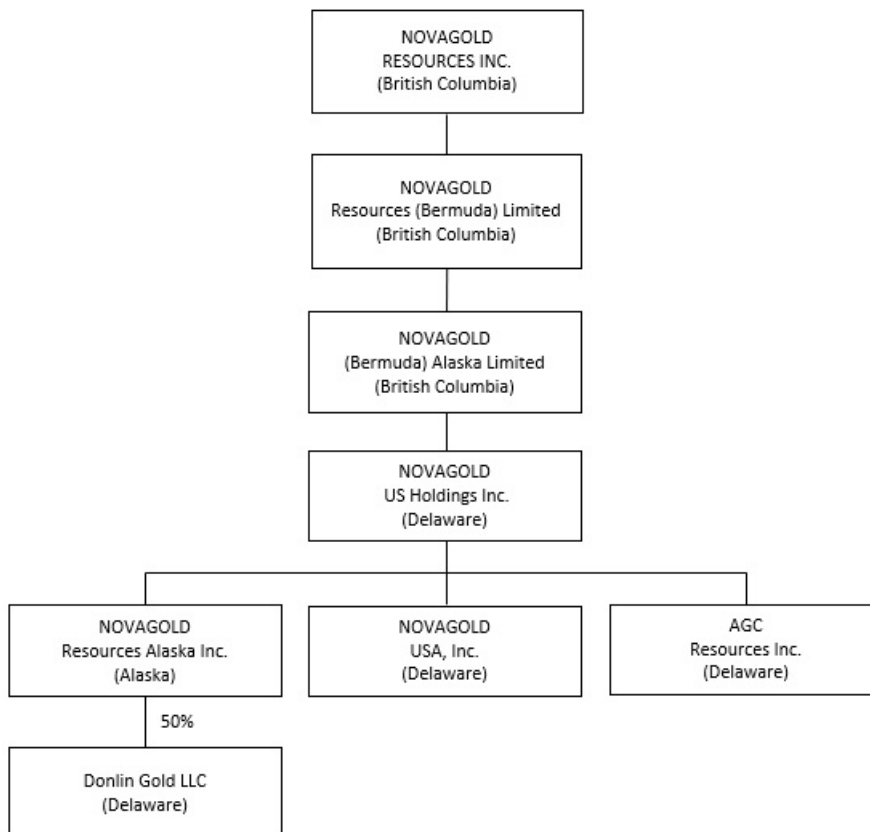 NOVAGOLD
RESOURCES INC.
(British Columbia)
NOVAGOLD
Resources (Bermuda) Limited
(British Columbia)
NOVAGOLD
(Bermuda) Alaska Limited
(British Columbia)
NOVAGOLD
US Holdings Inc.
(Delaware)
NOVAGOLD
Resources Alaska Inc.
(Alaska)
NOVAGOLD
USA, Inc.
(Delaware)
AGC
Resources Inc.
(Delaware)
50%
Donlin Gold LLC
(Delaware)